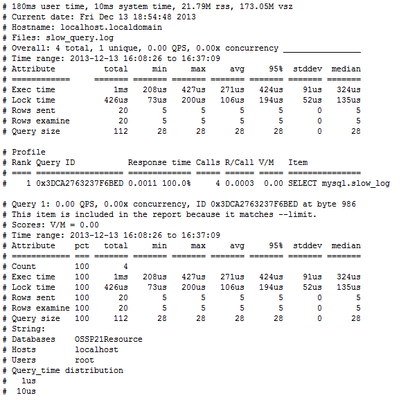 # 180ms user time, 10ms system time, 21.79M rss, 173.05M vsz
# Current date: Fri Dec 13 18:54:48 2013
# Hostname: localhost.localdomain
# Files: slow_query.log
# Overall: 4 total, 1 unique, 0.00 QPS, 0.00x concurrency ________________
# Time range: 2013-12-13 16:08:26 to 16:37:09
# Attribute          total     min     max     avg     95%  stddev  median
# ============     ======= ======= ======= ======= ======= ======= =======
# Exec time            1ms   208us   427us   271us   424us    91us   324us
# Lock time          426us    73us   200us   106us   194us    52us   135us
# Rows sent             20       5       5       5       5       0       5
# Rows examine          20       5       5       5       5       0       5
# Query size           112      28      28      28      28       0      28
# Profile
# Rank Query ID           Response time Calls R/Call V/M   Item
# ==== ================== ============= ===== ====== ===== ===============
#    1 0x3DCA2763237F6BED 0.0011 100.0%     4 0.0003  0.00 SELECT mysql.slow_log
# Query 1: 0.00 QPS, 0.00x concurrency, ID 0x3DCA2763237F6BED at byte 986
# This item is included in the report because it matches --limit.
# Scores: V/M = 0.00
# Time range: 2013-12-13 16:08:26 to 16:37:09
# Attribute    pct   total     min     max     avg     95%  stddev  median
# ============ === ======= ======= ======= ======= ======= ======= =======
# Count        100       4
# Exec time    100     1ms   208us   427us   271us   424us    91us   324us
# Lock time    100   426us    73us   200us   106us   194us    52us   135us
# Rows sent    100      20       5       5       5       5       0       5
# Rows examine 100      20       5       5       5       5       0       5
# Query size   100     112      28      28      28      28       0      28
# String:
# Databases    OSSP21Resource
# Hosts        localhost
# Users        root
# Query_time distribution
#   1us
#  10us